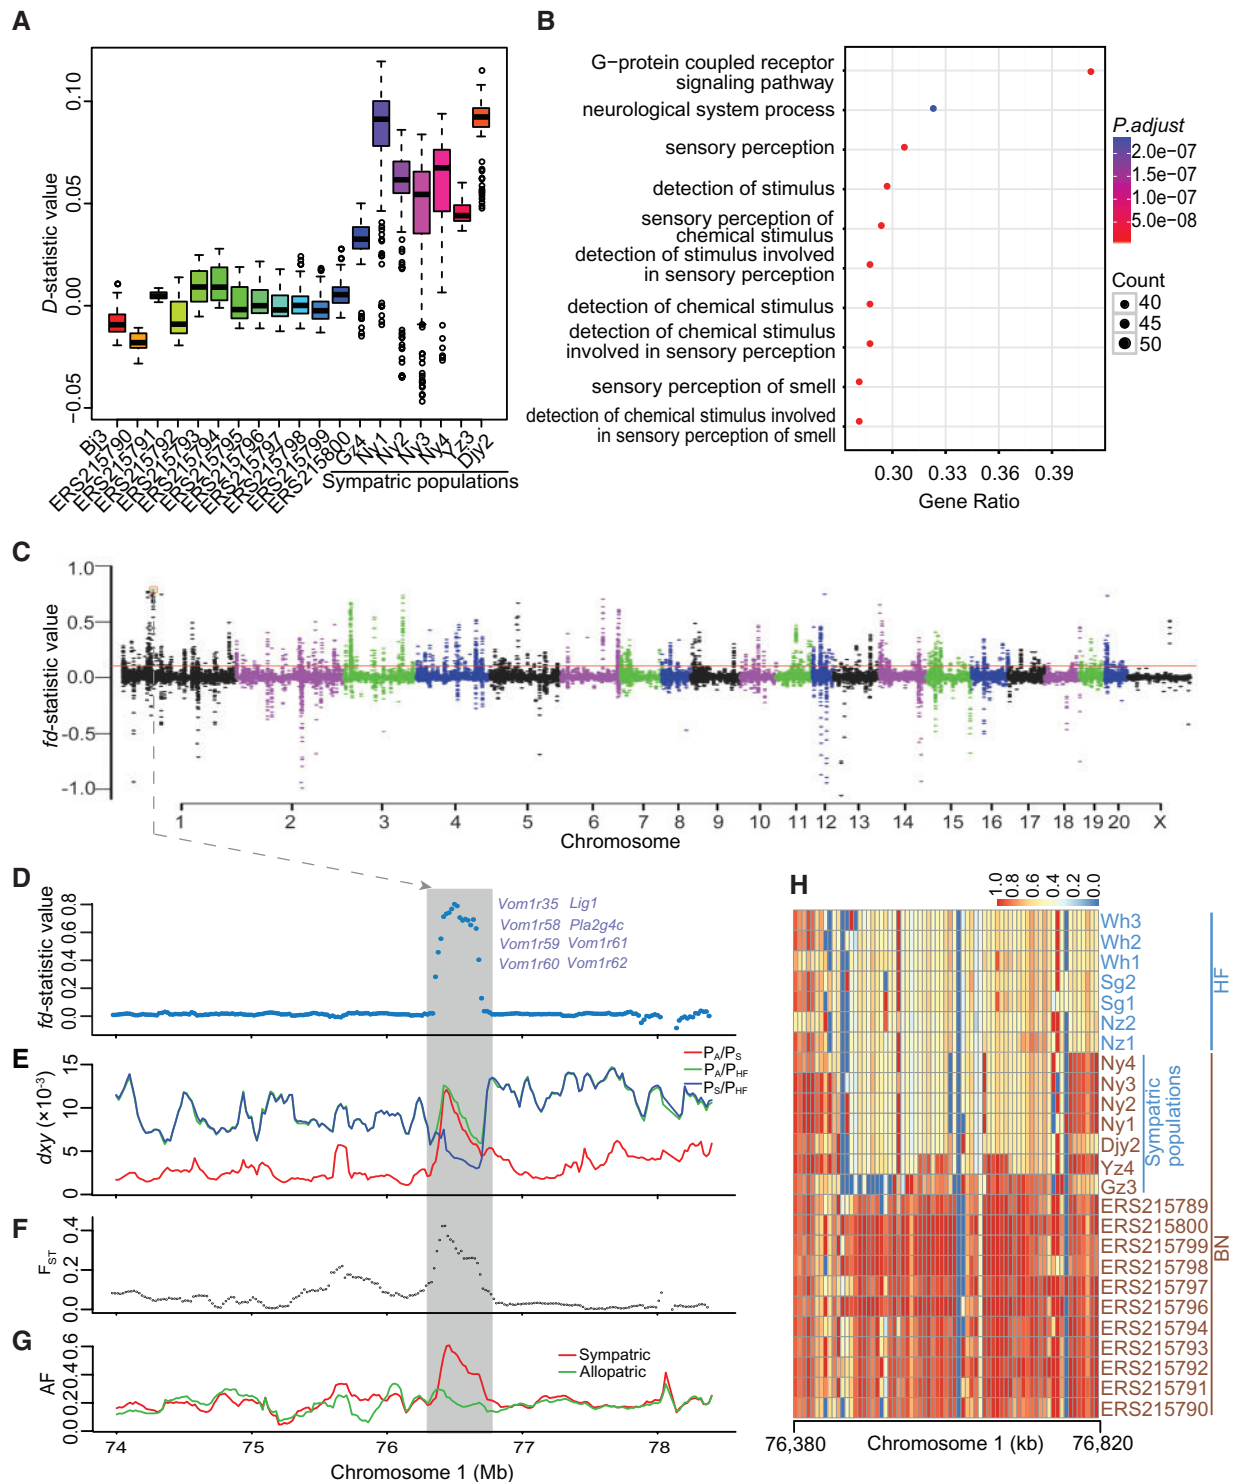 A
D-statistic value
0.10
0.05
0.00
−0.05
Bj3
ERS215790
ERS215791
ERS215792
ERS215793
ERS215794
ERS215795
ERS215796
ERS215797
ERS215798
ERS215799
ERS215800
Gz4
Ny1
Ny2
Ny3
Ny4
Yz3
Djy2
Sympatric populations
B
G−protein coupled receptor
signaling pathway
neurological system process
sensory perception
detection of stimulus
sensory perception of
chemical stimulus
detection of stimulus involved
in sensory perception
detection of chemical stimulus
detection of chemical stimulus
involved in sensory perception
sensory perception of smell
detection of chemical stimulus involved
in sensory perception of smell
0.30 0.33 0.36 0.39
Gene Ratio
P.adjust
2.0e−07
1.5e−07
1.0e−07
5.0e−08
Count
40
45
50
C
fd-statistic value
1.0
0.5
0.0
-0.5
-1.0
1 2 3 4 5 6 7 8 9 10 11 12 13 14 15 16 17 18 19 20 X
Chromosome
D
fd-statistic value
0.0 0.2 0.4 0.6 0.8
Vom1r35 Lig1
Vom1r58 Pla2g4c
Vom1r59 Vom1r61
Vom1r60 Vom1r62
E
dxy (×10-3)
15
10
5
0
PA/PS
PA/PHF
PS/PHF
F
FST
0.0 0.2 0.4
G
AF
0.0 0.2 0.4 0.6
Sympatric
Allopatric
74 75 76 77 78
Chromosome 1 (Mb)
H
1.0 0.8 0.6 0.4 0.2 0.0
Wh3
Wh2
Wh1
Sg2
Sg1
Nz2
Nz1
Ny4
Ny3
Ny2
Ny1
Djy2
Yz4
Gz3
ERS215789
ERS215800
ERS215799
ERS215798
ERS215797
ERS215796
ERS215794
ERS215793
ERS215792
ERS215791
ERS215790
HF
Sympatric
populations
BN
76,380 Chromosome 1 (kb) 76,820